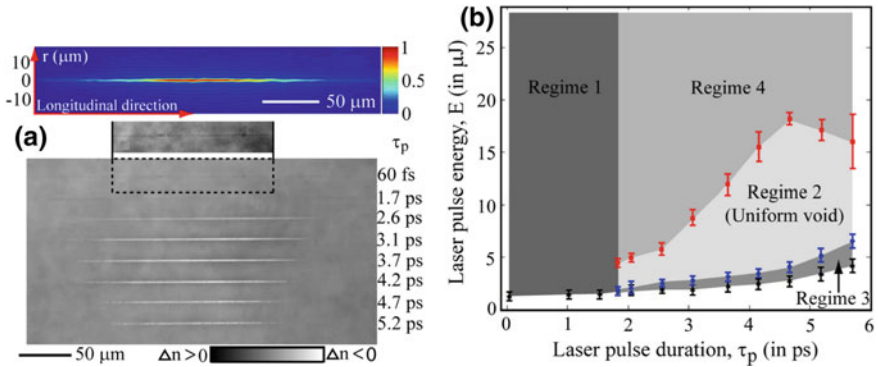 r (μm)
10
0
-10
Longitudinal direction
50 μm
1
0.5
0
(a)
τp
60 fs
1.7 ps
2.6 ps
3.1 ps
3.7 ps
4.2 ps
4.7 ps
5.2 ps
50 μm
Δn > 0
Δn < 0
(b)
Laser pulse energy, E (in μJ)
25
20
15
10
5
0
Regime 1
Regime 4
Regime 2
(Uniform void)
Regime 3
0 1 2 3 4 5 6
Laser pulse duration, τp (in ps)